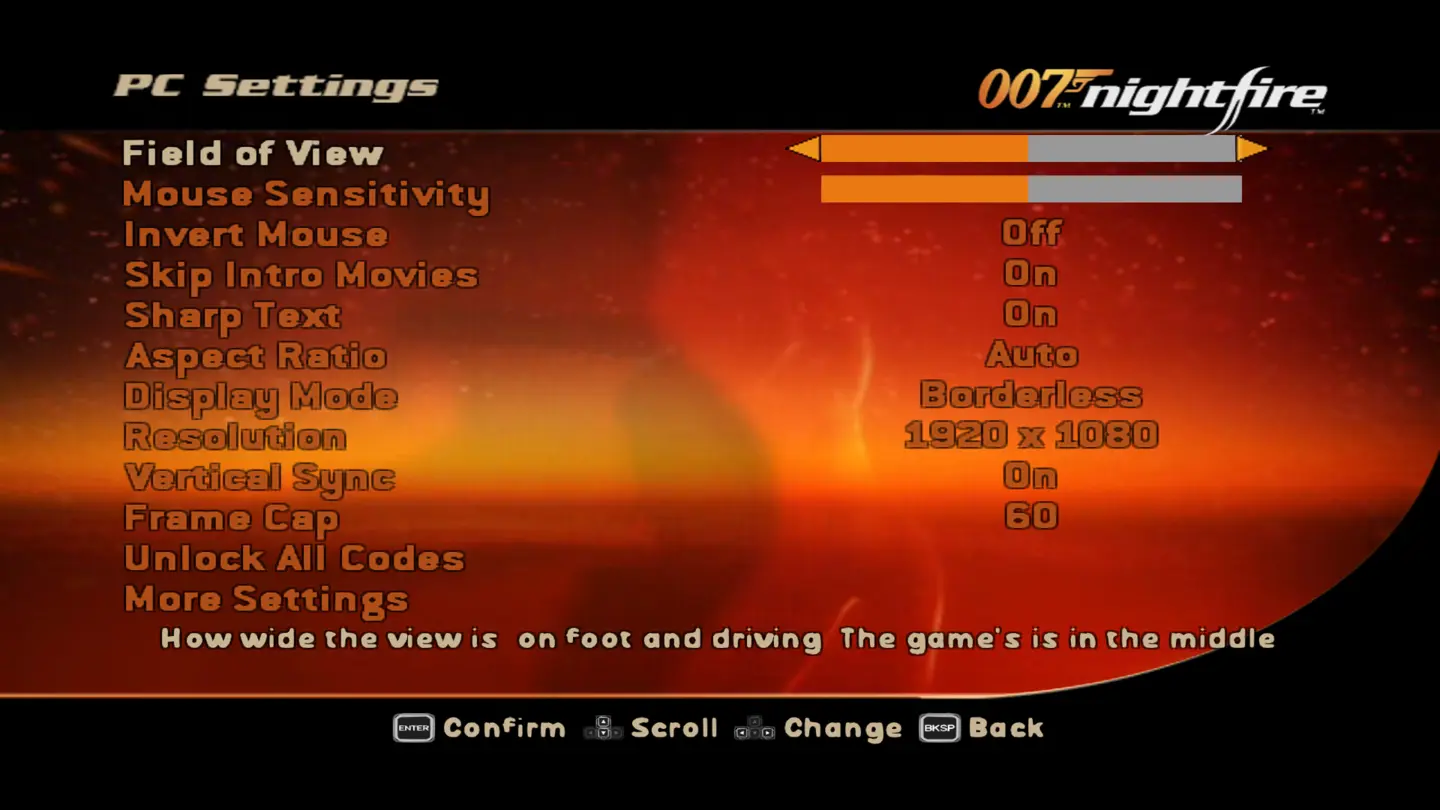 PC Settings
007™ nightfire™
Field of View
Mouse Sensitivity
Invert Mouse Off
Skip Intro Movies On
Sharp Text On
Aspect Ratio Auto
Display Mode Borderless
Resolution 1920 x 1080
Vertical Sync On
Frame Cap 60
Unlock All Codes
More Settings
How wide the view is on foot and driving The game's is in the middle
ENTER Confirm Scroll Change BKSP Back